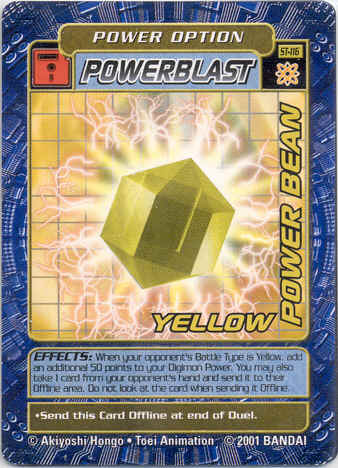 POWER OPTION
POWERBLAST
ST-116
YELLOW
POWER BEAN
EFFECTS: When your opponent's Battle Type is Yellow, add
an additional 50 points to your Digimon Power. You may also
take 1 card from your opponent's hand and send it to their
Offline area. Do not look at the card when sending it Offline.
•Send this Card Offline at end of Duel.
© Akiyoshi Hongo • Toei Animation © 2001 BANDAI